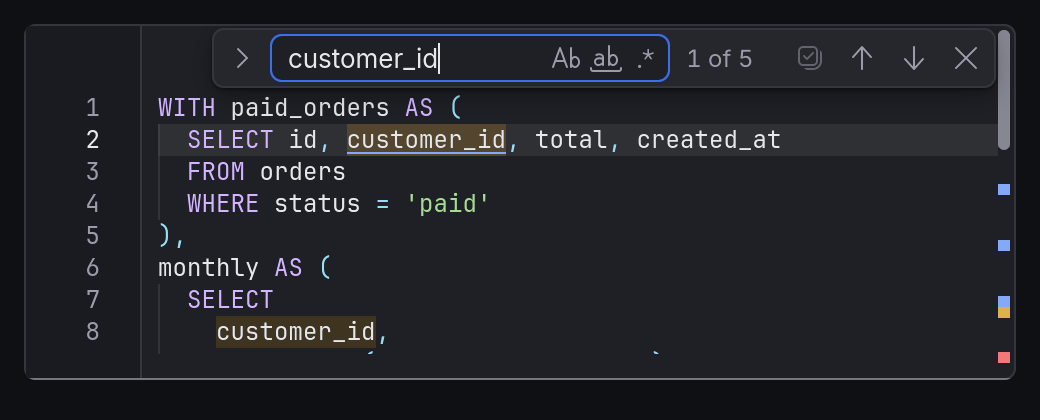 customer_id Ab ab .* 1 of 5
1 WITH paid_orders AS (
2 SELECT id, customer_id, total, created_at
3 FROM orders
4 WHERE status = 'paid'
5 ),
6 monthly AS (
7 SELECT
8 customer_id,